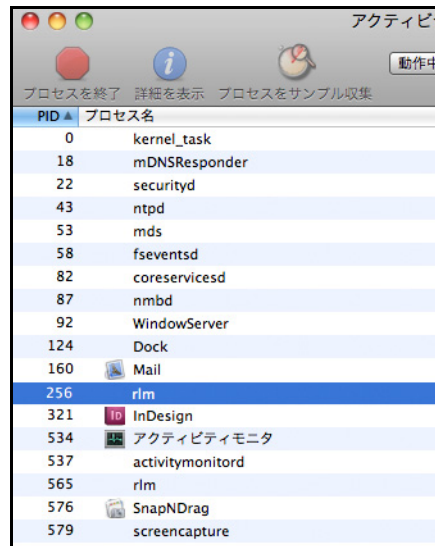 アクティビ
動作中
プロセスを終了 詳細を表示 プロセスをサンプル収集
PID プロセス名
0 kernel_task
18 mDNSResponder
22 securityd
43 ntpd
53 mds
58 fseventsd
82 coreservicesd
87 nmbd
92 WindowServer
124 Dock
160 Mail
256 rlm
321 InDesign
534 アクティビティモニタ
537 activitymonitord
565 rlm
576 SnapNDrag
579 screencapture